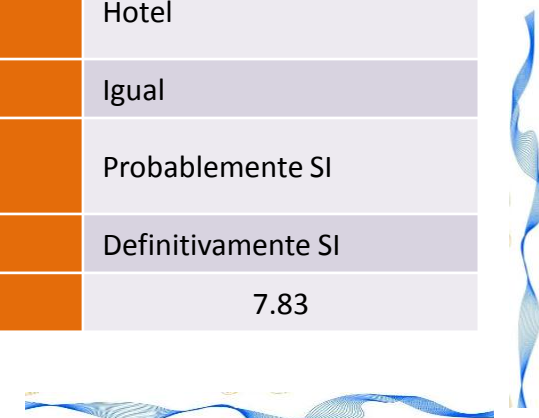 Hotel
Igual
Probablemente SI
Definitivamente SI
7.83